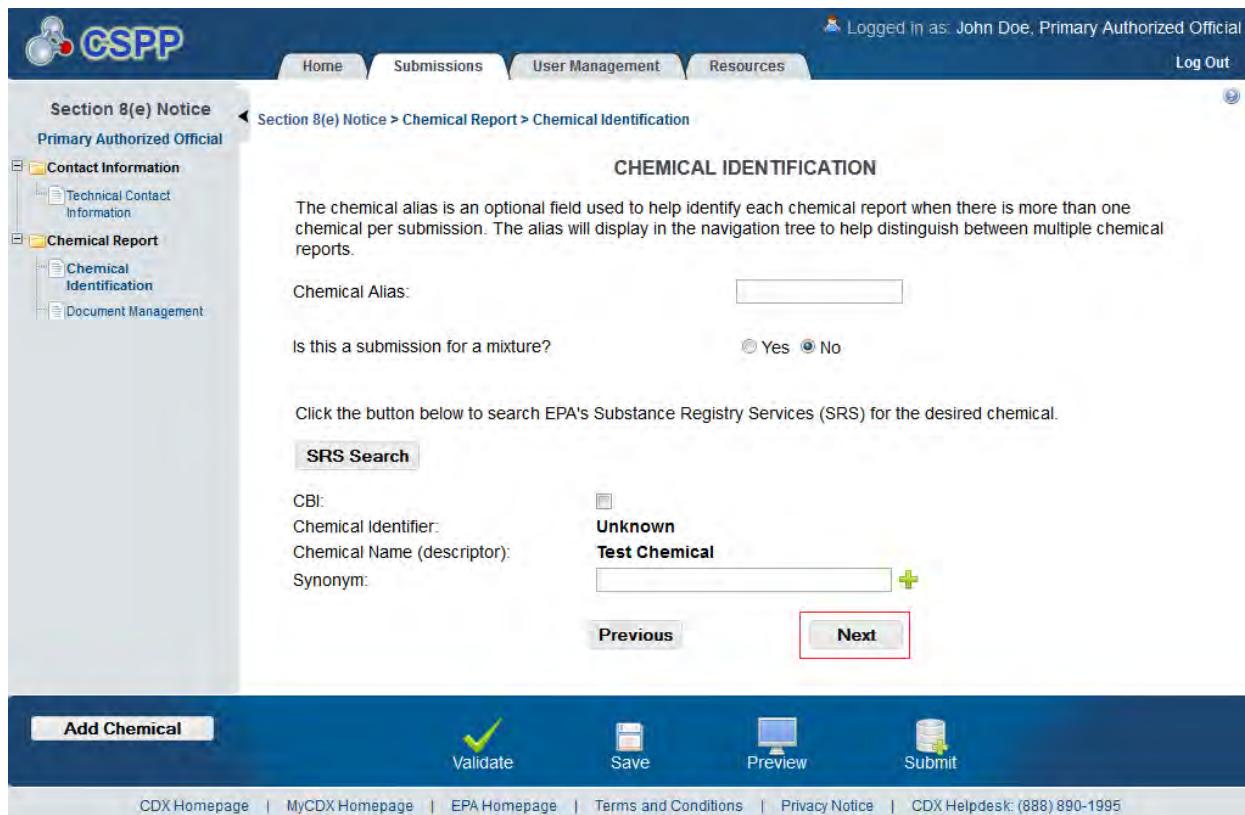 CSPP
Logged in as: John Doe, Primary Authorized Official
Home Submissions User Management Resources
Log Out
Section 8(e) Notice
Primary Authorized Official
Contact Information
Technical Contact
Information
Chemical Report
Chemical
Identification
Document Management
Section 8(e) Notice > Chemical Report > Chemical Identification
CHEMICAL IDENTIFICATION
The chemical alias is an optional field used to help identify each chemical report when there is more than one
chemical per submission. The alias will display in the navigation tree to help distinguish between multiple chemical
reports.
Chemical Alias:
Is this a submission for a mixture? Yes No
Click the button below to search EPA's Substance Registry Services (SRS) for the desired chemical.
SRS Search
CBI:
Chemical Identifier: Unknown
Chemical Name (descriptor): Test Chemical
Synonym:
Previous Next
Add Chemical
Validate Save Preview Submit
CDX Homepage | MyCDX Homepage | EPA Homepage | Terms and Conditions | Privacy Notice | CDX Helpdesk: (888) 890-1995